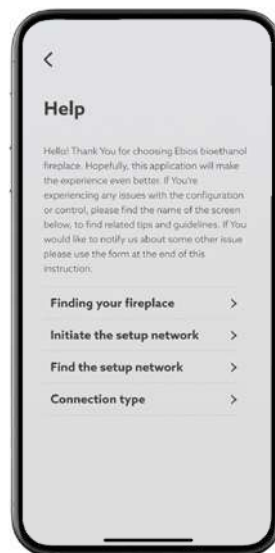 Help
Hello! Thank You for choosing Ebios bioethanol
fireplace. Hopefully, this application will make
the experience even better. If You're
experiencing any issues with the configuration
or control, please find the name of the screen
below, to find related tips and guidelines. If You
would like to notify us about some other issue
please use the form at the end of this
instruction.
Finding your fireplace
Initiate the setup network
Find the setup network
Connection type